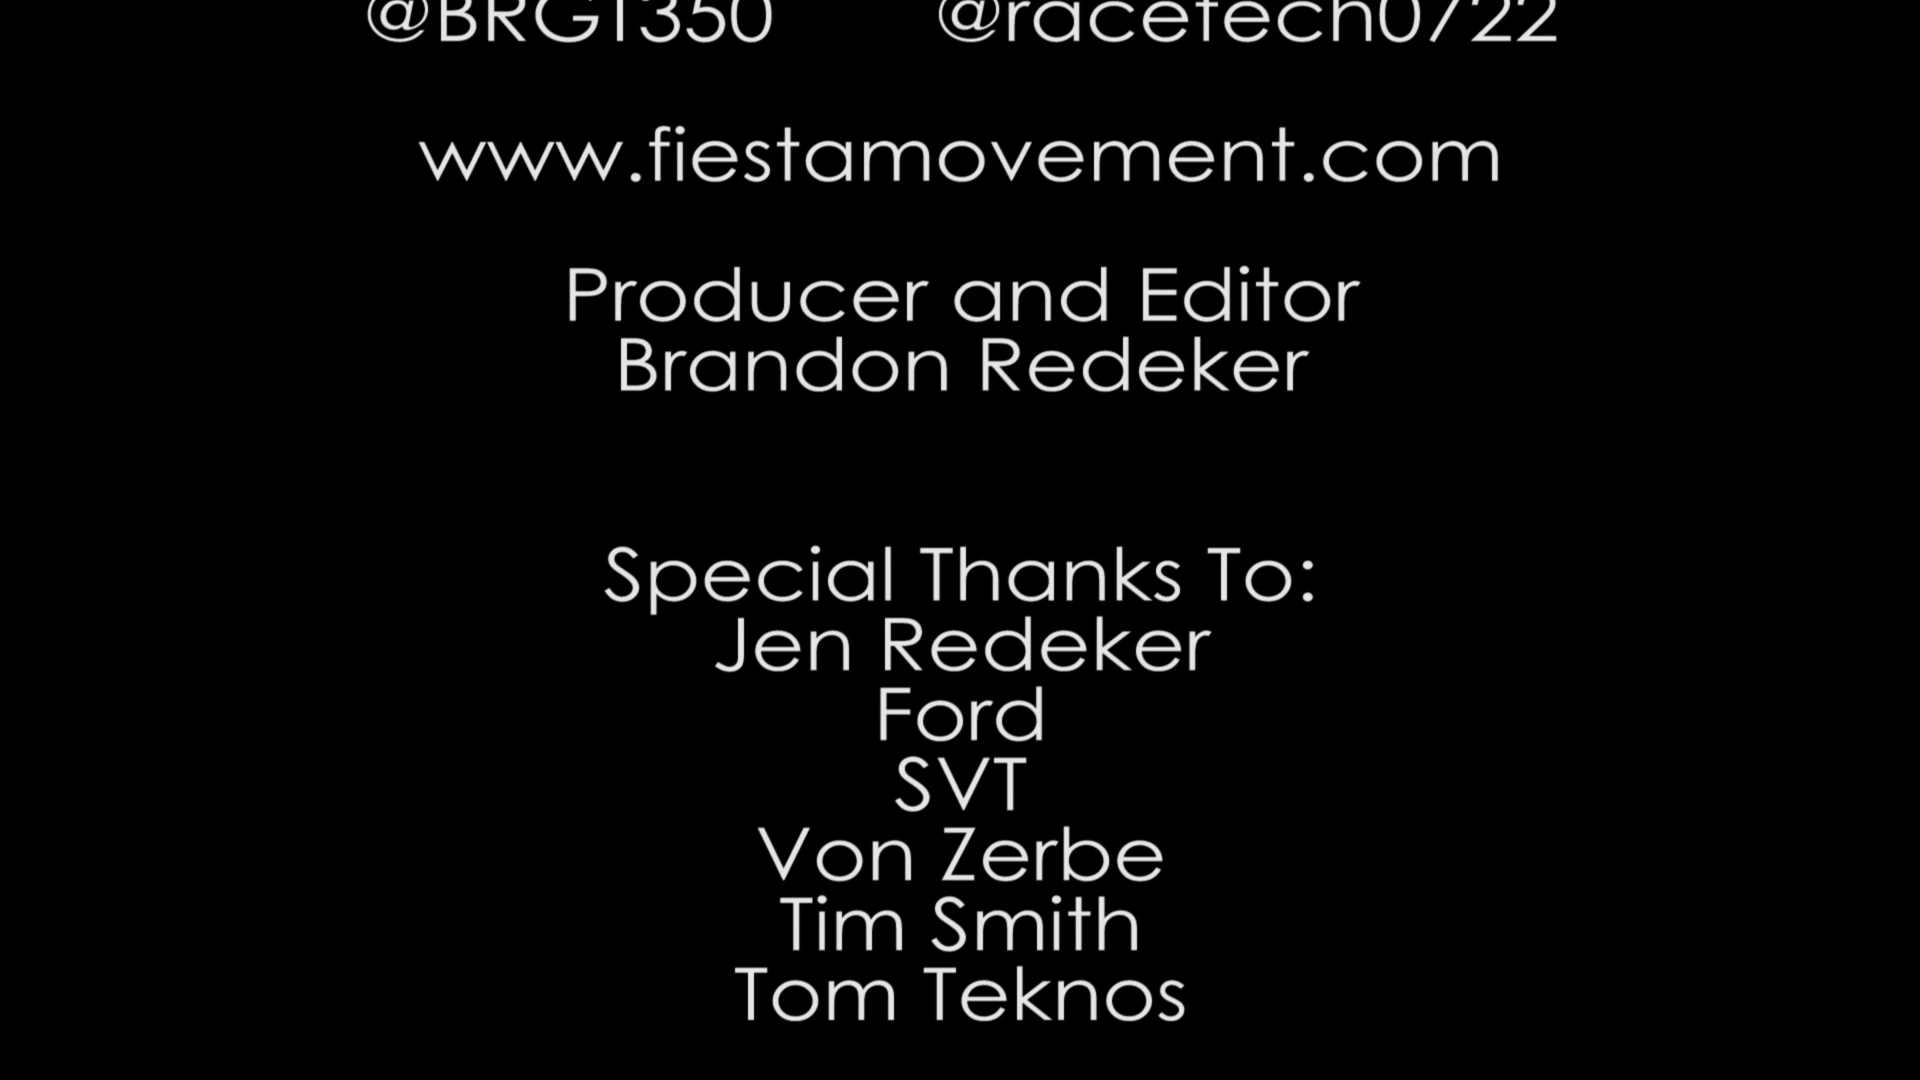 @BRGT350 @racetech0722
www.fiestamovement.com
Producer and Editor
Brandon Redeker
Special Thanks To:
Jen Redeker
Ford
SVT
Von Zerbe
Tim Smith
Tom Teknos